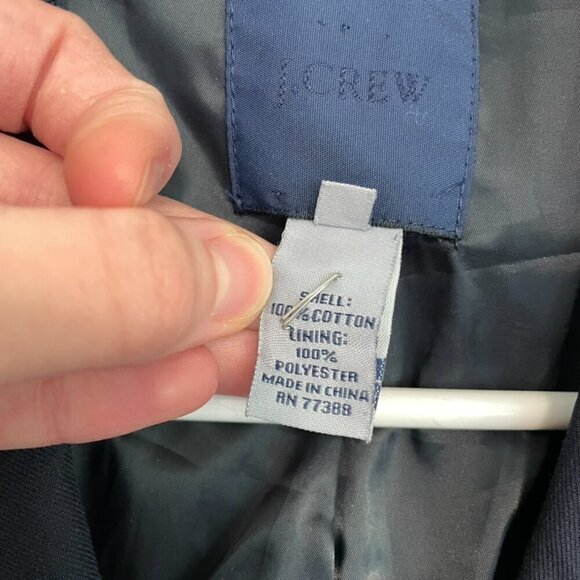 J.CREW
SHELL:
100% COTTON
LINING:
100%
POLYESTER
MADE IN CHINA
RN 77388